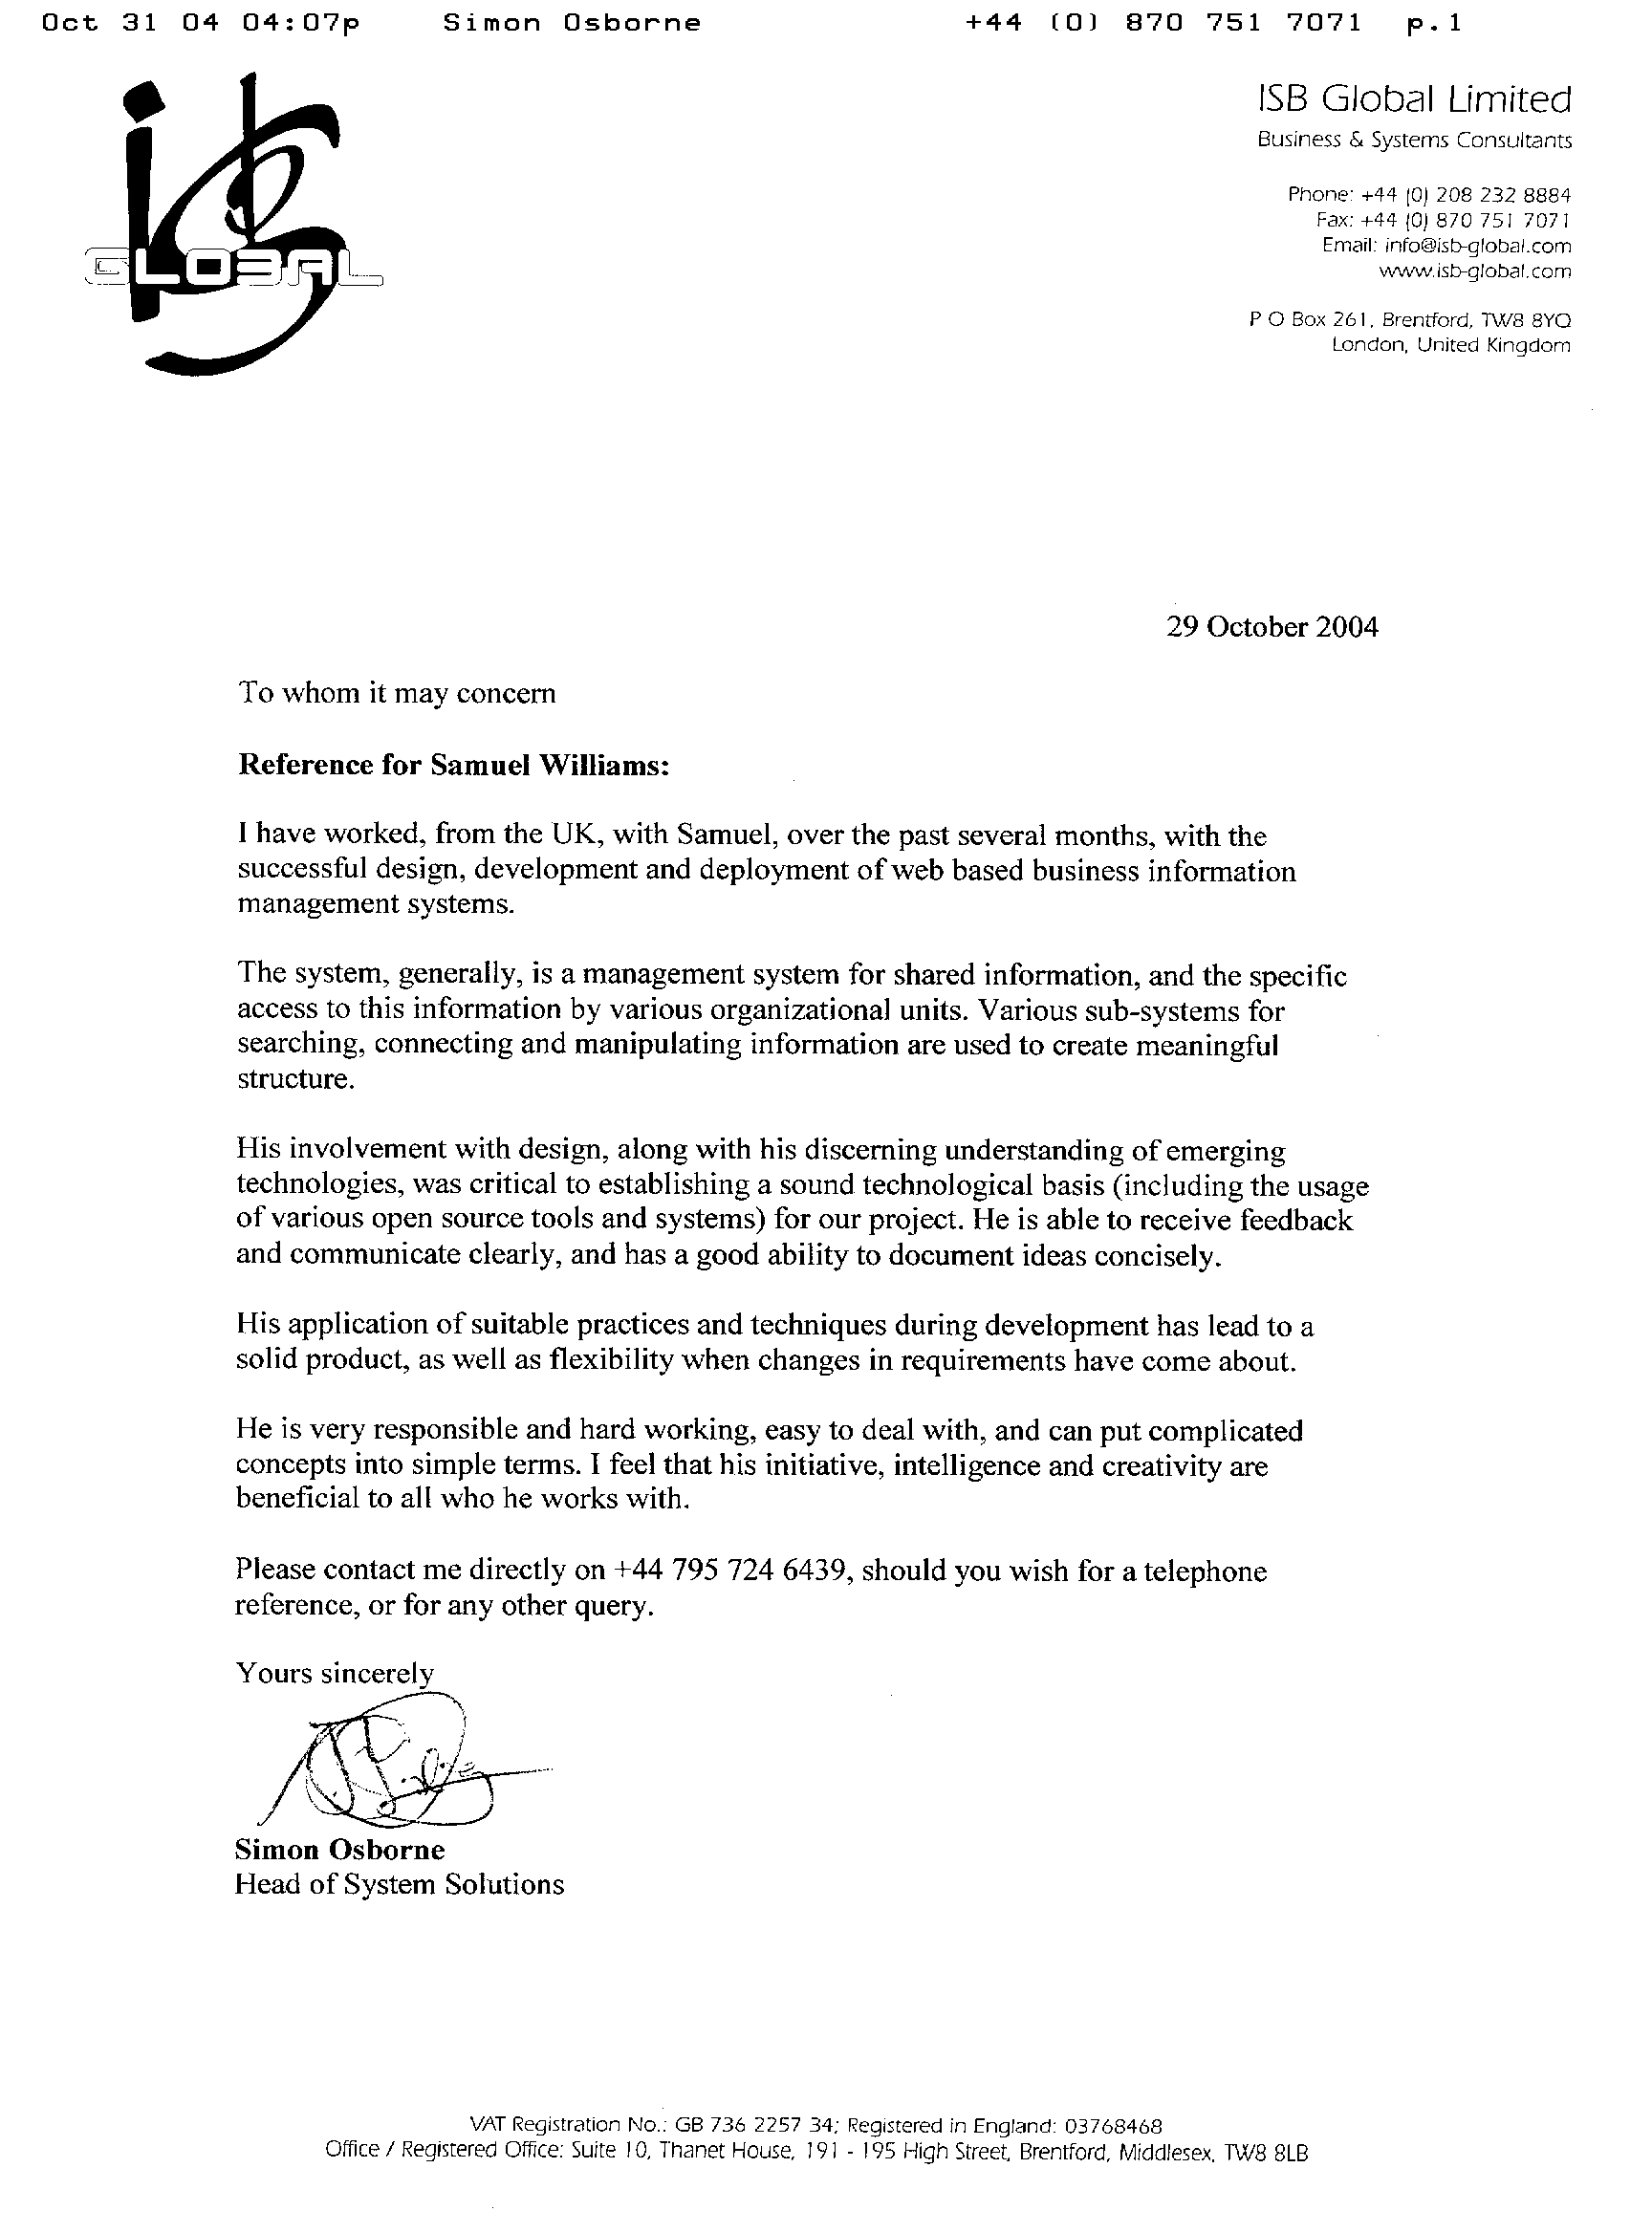 Oct 31 04 04:07p Simon Osborne +44 (0) 870 751 7071 p.1
is
GLOBAL
ISB Global Limited
Business & Systems Consultants
Phone: +44 (0) 208 232 8884
Fax: +44 (0) 870 751 7071
Email: info@isb-global.com
www.isb-global.com
P O Box 261, Brentford, TW8 8YQ
London, United Kingdom
29 October 2004
To whom it may concern
Reference for Samuel Williams:
I have worked, from the UK, with Samuel, over the past several months, with the
successful design, development and deployment of web based business information
management systems.
The system, generally, is a management system for shared information, and the specific
access to this information by various organizational units. Various sub-systems for
searching, connecting and manipulating information are used to create meaningful
structure.
His involvement with design, along with his discerning understanding of emerging
technologies, was critical to establishing a sound technological basis (including the usage
of various open source tools and systems) for our project. He is able to receive feedback
and communicate clearly, and has a good ability to document ideas concisely.
His application of suitable practices and techniques during development has lead to a
solid product, as well as flexibility when changes in requirements have come about.
He is very responsible and hard working, easy to deal with, and can put complicated
concepts into simple terms. I feel that his initiative, intelligence and creativity are
beneficial to all who he works with.
Please contact me directly on +44 795 724 6439, should you wish for a telephone
reference, or for any other query.
Yours sincerely
Simon Osborne
Head of System Solutions
VAT Registration No.: GB 736 2257 34; Registered in England: 03768468
Office / Registered Office: Suite 10, Thanet House, 191 - 195 High Street, Brentford, Middlesex, TW8 8LB